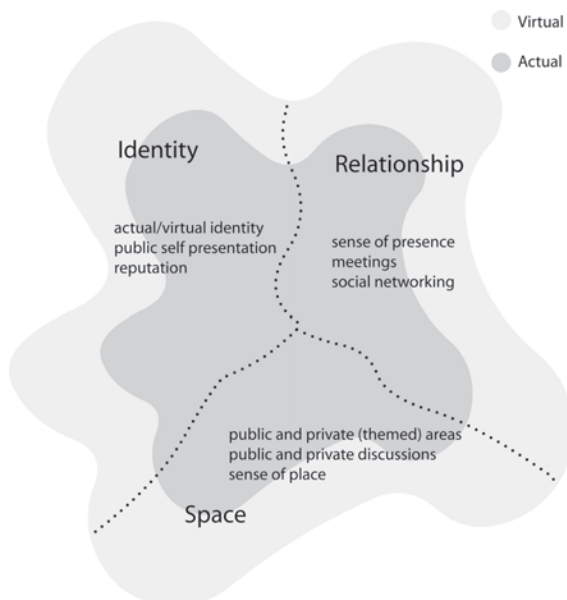 Virtual
Actual
Identity
Relationship
actual/virtual identity
public self presentation
reputation
sense of presence
meetings
social networking
public and private (themed) areas
public and private discussions
sense of place
Space